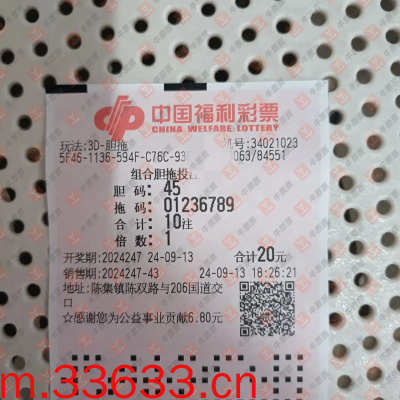 中国福利彩票
CHINA WELFARE LOTTERY
玩法:3D-胆拖 机号:34021023
5F46-1136-594F-C76C-93 063/84551
组合胆拖投注
胆 码: 45
拖 码: 01236789
合 计: 10注
倍 数: 1
开奖期:2024247 24-09-13 合计20元
销售期:2024247-43 24-09-13 18:26:21
地址:陈集镇陈双路与206国道交
口
☆感谢您为公益事业贡献6.80元
m.33633.cn